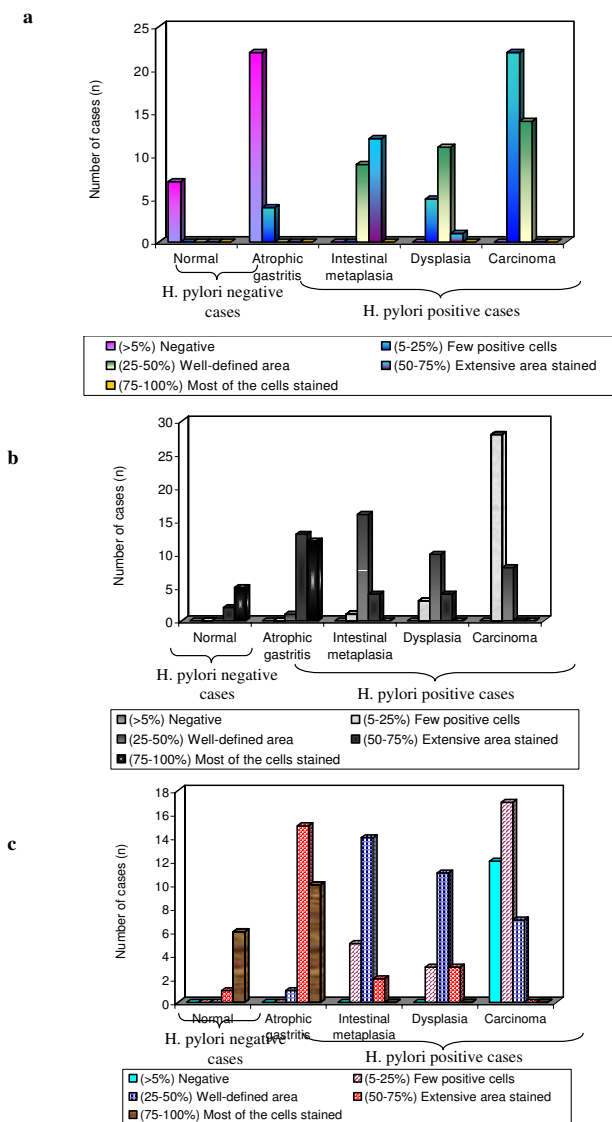 a
Number of cases (n)
25
20
15
10
5
0
Normal
Atrophic
gastritis
Intestinal
metaplasia
Dysplasia
Carcinoma
H. pylori negative
cases
H. pylori positive cases
(>5%) Negative
(5-25%) Few positive cells
(25-50%) Well-defined area
(50-75%) Extensive area stained
(75-100%) Most of the cells stained
b
Number of cases (n)
30
25
20
15
10
5
0
Normal
Atrophic
gastritis
Intestinal
metaplasia
Dysplasia
Carcinoma
H. pylori negative
cases
H. pylori positive cases
(>5%) Negative
(5-25%) Few positive cells
(25-50%) Well-defined area
(50-75%) Extensive area stained
(75-100%) Most of the cells stained
c
Number of cases (n)
18
16
14
12
10
8
6
4
2
0
Normal
Atrophic
gastritis
Intestinal
metaplasia
Dysplasia
Carcinoma
H. pylori negative
cases
H. pylori positive cases
(>5%) Negative
(5-25%) Few positive cells
(25-50%) Well-defined area
(50-75%) Extensive area stained
(75-100%) Most of the cells stained